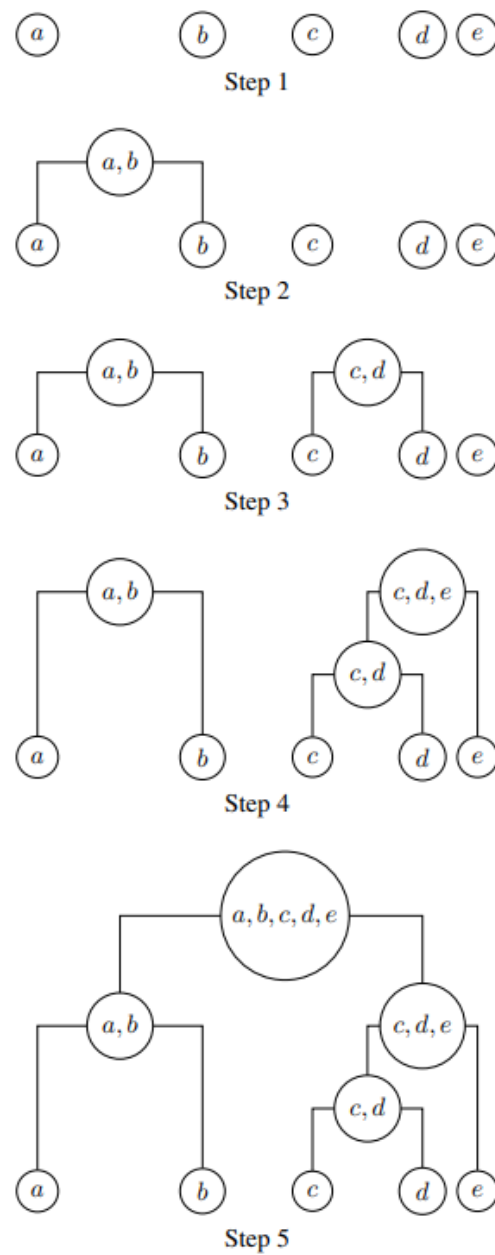 a b c d e
Step 1
a, b
a b c d e
Step 2
a, b c, d
a b c d e
Step 3
a, b c, d, e
c, d
a b c d e
Step 4
a, b, c, d, e
a, b c, d, e
c, d
a b c d e
Step 5